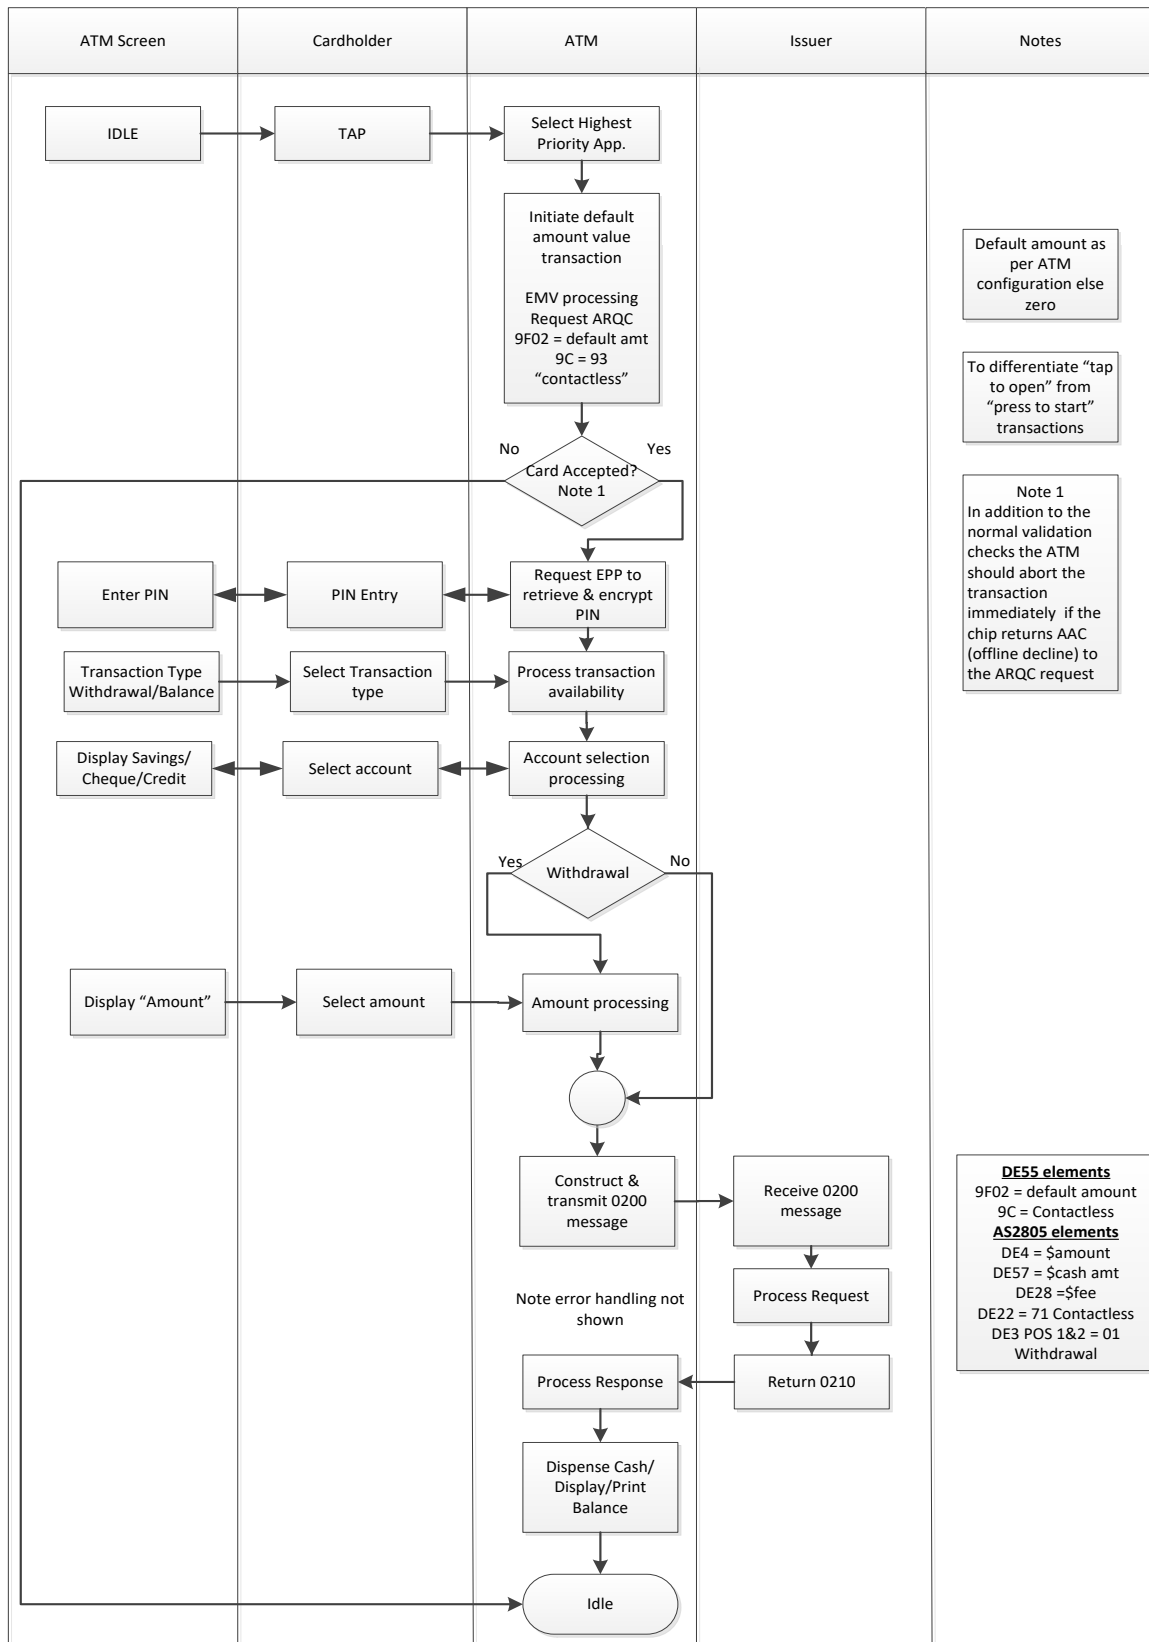 ATM Screen
Cardholder
ATM
Issuer
Notes
IDLE
TAP
Select Highest
Priority App.
Initiate default
amount value
transaction
EMV processing
Request ARQC
9F02 = default amt
9C = 93
“contactless”
Default amount as
per ATM
configuration else
zero
To differentiate “tap
to open” from
“press to start”
transactions
No
Yes
Card Accepted?
Note 1
Note 1
In addition to the
normal validation
checks the ATM
should abort the
transaction
immediately  if the
chip returns AAC
(offline decline) to
the ARQC request
Enter PIN
PIN Entry
Request EPP to
retrieve & encrypt
PIN
Transaction Type
Withdrawal/Balance
Select Transaction
type
Process transaction
availability
Display Savings/
Cheque/Credit
Select account
Account selection
processing
Yes
Withdrawal
No
Display “Amount”
Select amount
Amount processing
Construct &
transmit 0200
message
Receive 0200
message
DE55 elements
9F02 = default amount
9C = Contactless
AS2805 elements
DE4 = $amount
DE57 = $cash amt
DE28 =$fee
DE22 = 71 Contactless
DE3 POS 1&2 = 01
Withdrawal
Note error handling not
shown
Process Request
Process Response
Return 0210
Dispense Cash/
Display/Print
Balance
Idle